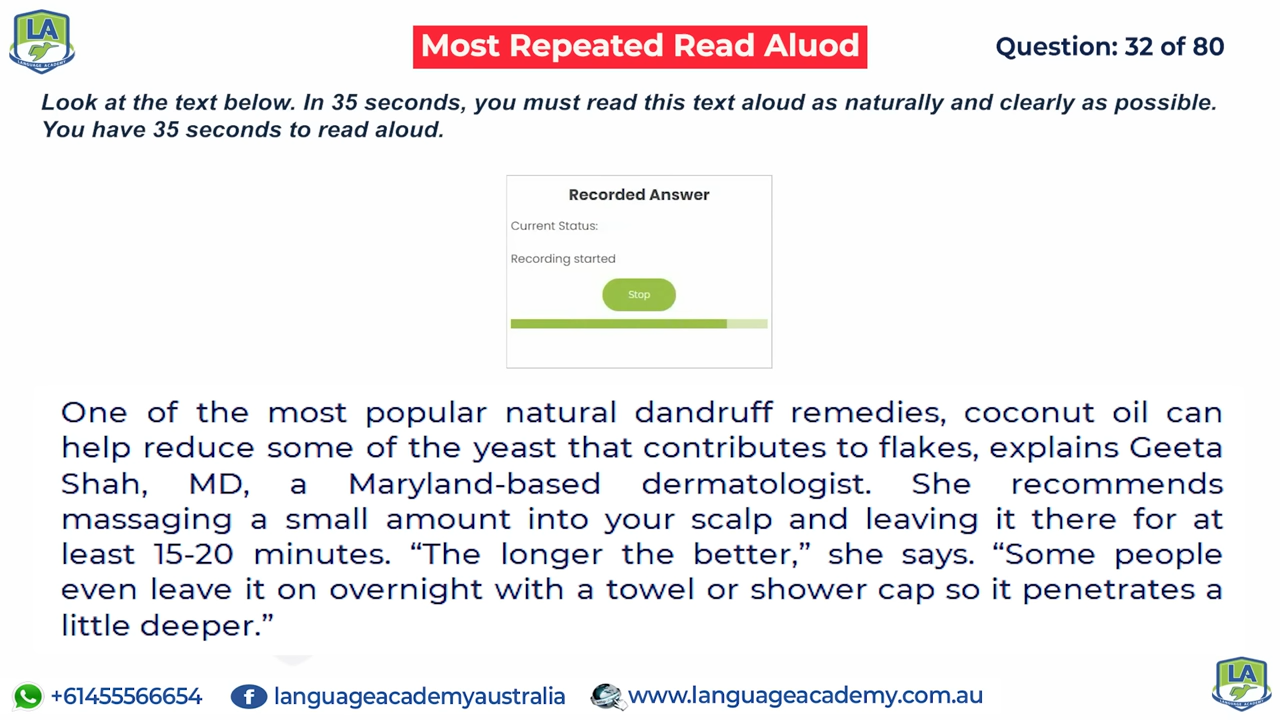 LA
LANGUAGE ACADEMY
Most Repeated Read Aluod
Question: 32 of 80
Look at the text below. In 35 seconds, you must read this text aloud as naturally and clearly as possible.
You have 35 seconds to read aloud.
Recorded Answer
Current Status:
Recording started
Stop
One of the most popular natural dandruff remedies, coconut oil can
help reduce some of the yeast that contributes to flakes, explains Geeta
Shah, MD, a Maryland-based dermatologist. She recommends
massaging a small amount into your scalp and leaving it there for at
least 15-20 minutes. “The longer the better,” she says. “Some people
even leave it on overnight with a towel or shower cap so it penetrates a
little deeper.”
+61455566654
languageacademyaustralia
www.languageacademy.com.au
LA
LANGUAGE ACADEMY